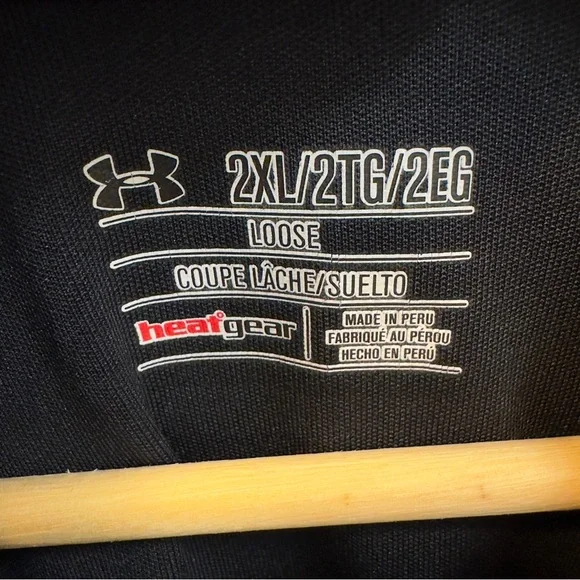 2XL/2TG/2EG
LOOSE
COUPE LÂCHE/SUELTO
heatgear
MADE IN PERU
FABRIQUÉ AU PÉROU
HECHO EN PERÚ